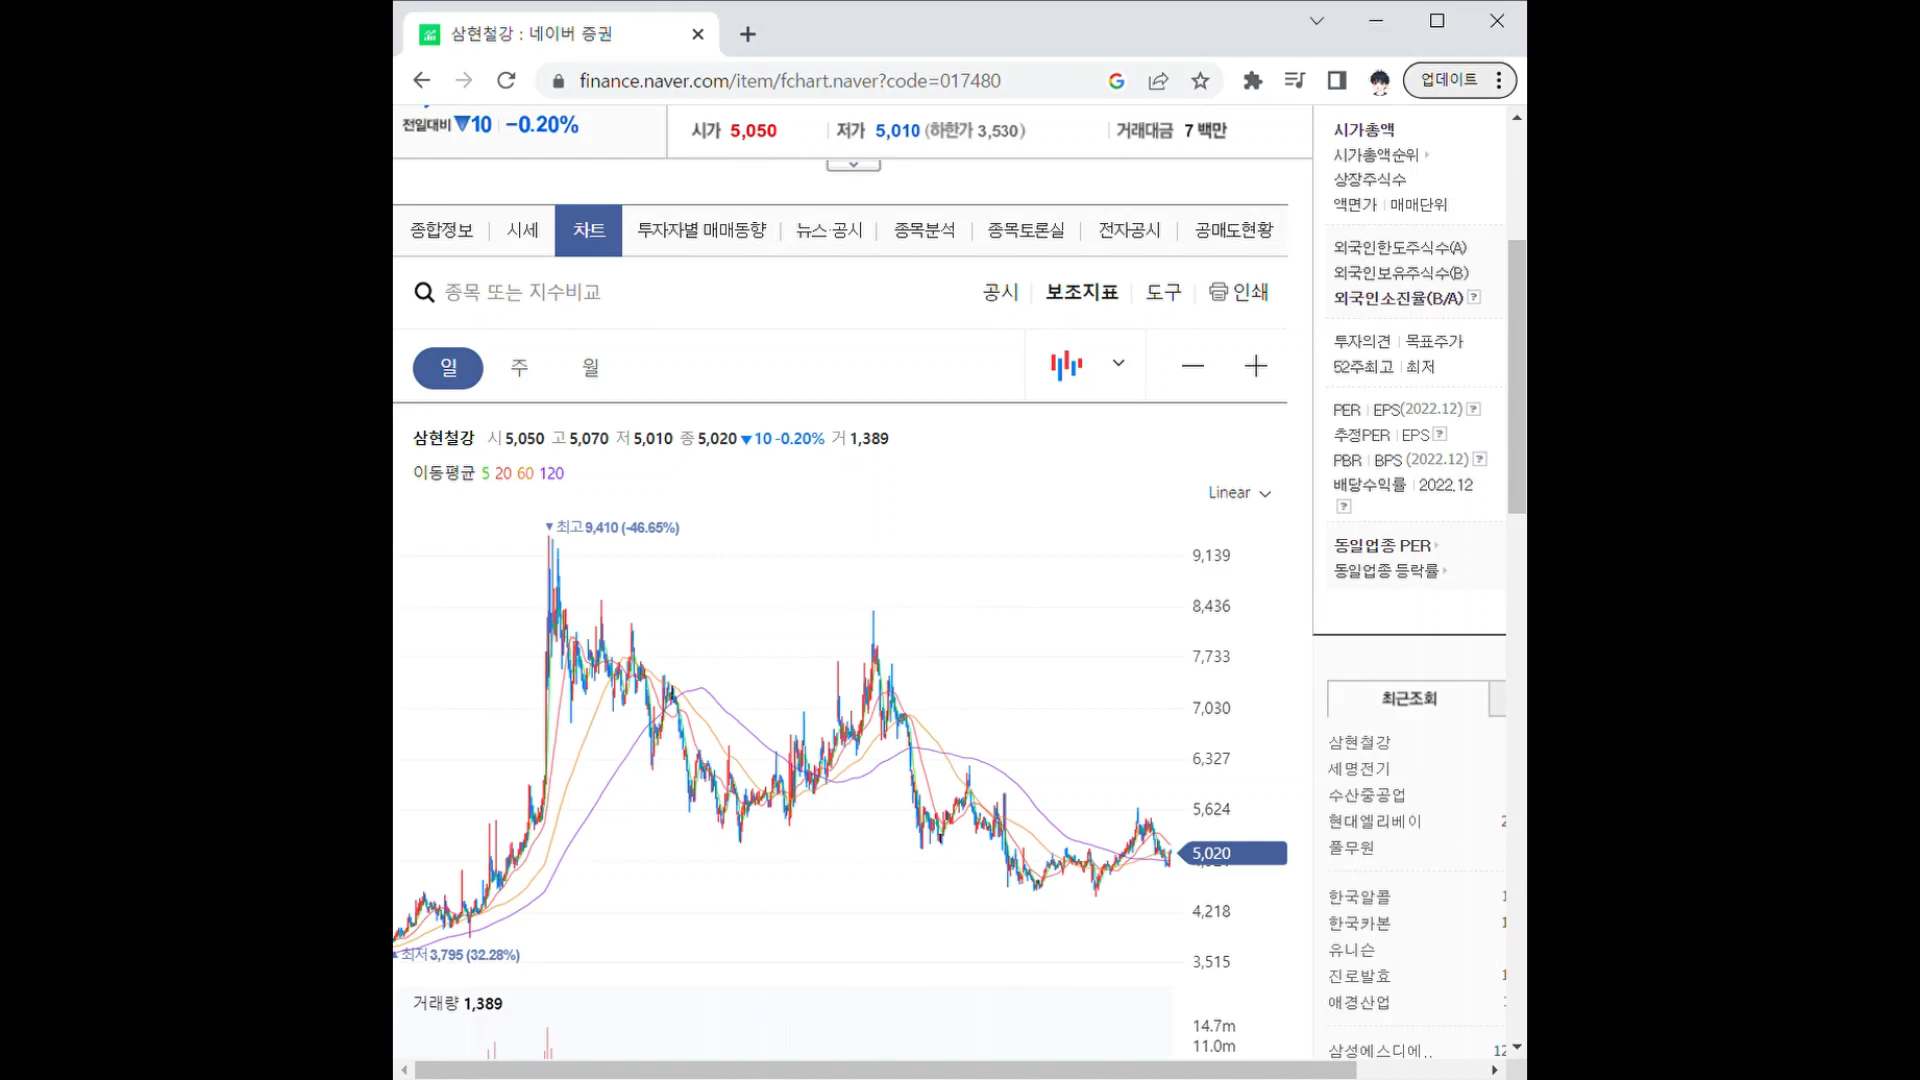 삼현철강 : 네이버 증권
finance.naver.com/item/fchart.naver?code=017480
업데이트
전일대비 ▼10 -0.20%
시가 5,050
저가 5,010 (하한가 3,530)
거래대금 7 백만
종합정보 시세 차트 투자자별 매매동향 뉴스·공시 종목분석 종목토론실 전자공시 공매도현황
종목 또는 지수비교
공시 보조지표 도구 인쇄
일 주 월
삼현철강 시 5,050 고 5,070 저 5,010 종 5,020 ▼10 -0.20% 거 1,389
이동평균 5 20 60 120
Linear
▼최고 9,410 (-46.65%)
9,139
8,436
7,733
7,030
6,327
5,624
5,020
4,218
3,515
▲최저 3,795 (32.28%)
거래량 1,389
14.7m
11.0m
시가총액
시가총액순위
상장주식수
액면가 | 매매단위
외국인한도주식수(A)
외국인보유주식수(B)
외국인소진율(B/A) ?
투자의견 | 목표주가
52주최고 | 최저
PER | EPS(2022.12) ?
추정PER | EPS ?
PBR | BPS (2022.12) ?
배당수익률 | 2022.12
?
동일업종 PER
동일업종 등락률
최근조회
삼현철강
세명전기
수산중공업
현대엘리베이
풀무원
한국알콜
한국카본
유니슨
진로발효
애경산업
삼성에스디에..
12